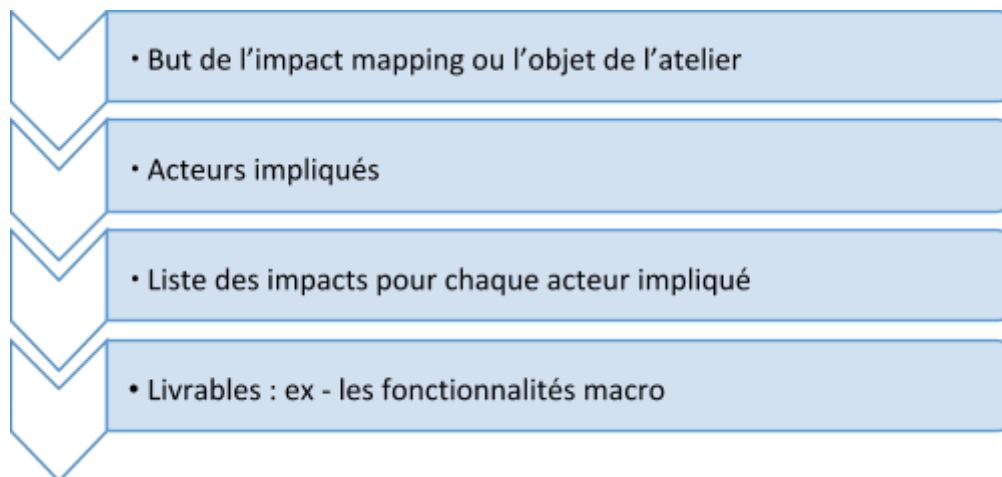 • But de l’impact mapping ou l’objet de l’atelier
• Acteurs impliqués
• Liste des impacts pour chaque acteur impliqué
• Livrables : ex - les fonctionnalités macro